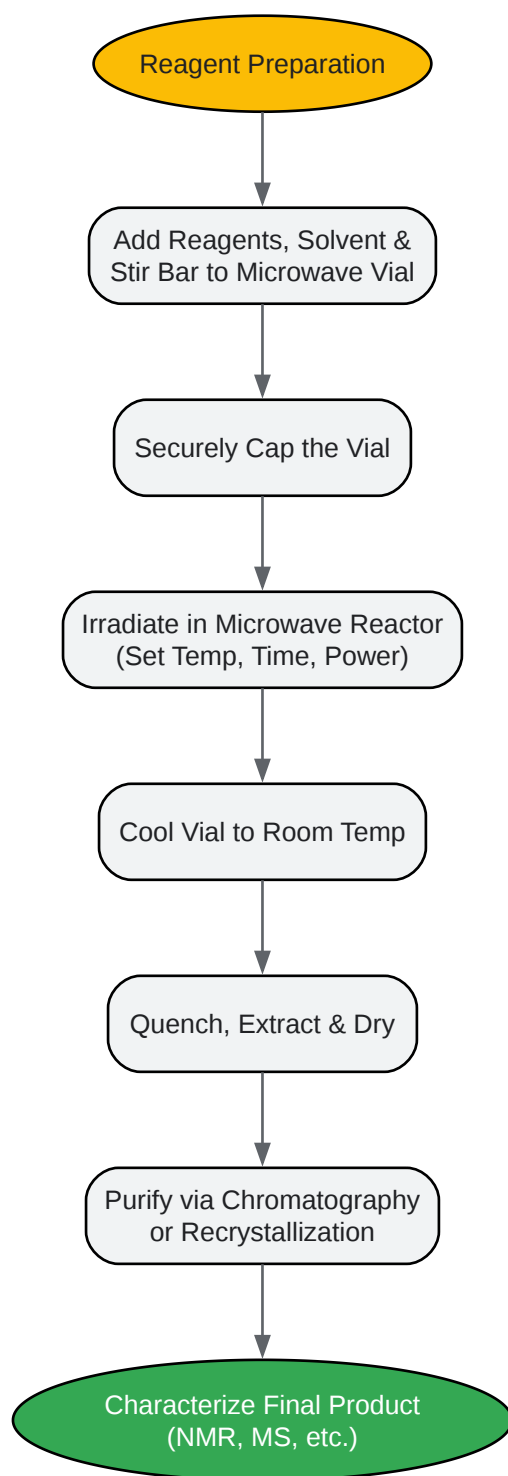 Reagent Preparation
Add Reagents, Solvent &
Stir Bar to Microwave Vial
Securely Cap the Vial
Irradiate in Microwave Reactor
(Set Temp, Time, Power)
Cool Vial to Room Temp
Quench, Extract & Dry
Purify via Chromatography
or Recrystallization
Characterize Final Product
(NMR, MS, etc.)